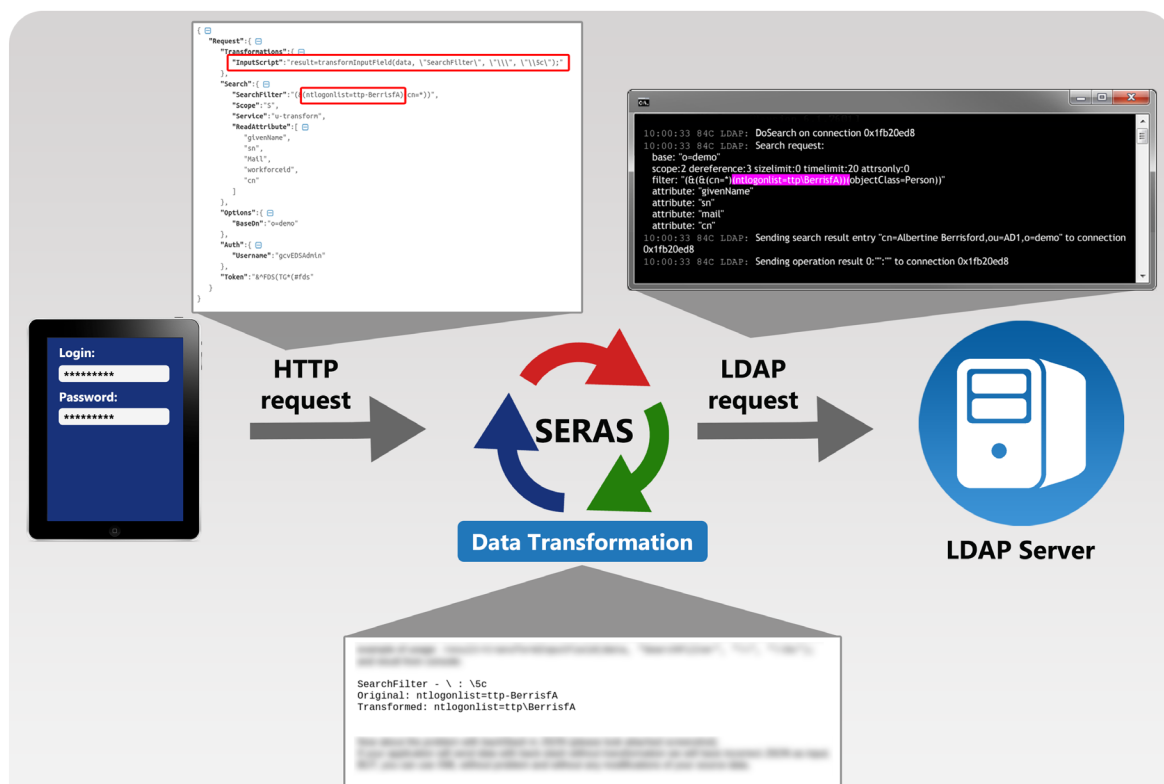 {
"Request":{
"Transformations":{
"InputScript":"result=transformInputField(data, \"SearchFilter\", \"\\\", \"\\5c\");"
},
"Search":{
"SearchFilter":"(&(ntlogonlist=ttp-BerrisfA)(cn=*))",
"Scope":"S",
"Service":"u-transform",
"ReadAttribute":[
"givenName",
"sn",
"Mail",
"workforceid",
"cn"
]
},
"Options":{
"BaseDn":"o=demo"
},
"Auth":{
"Username":"gcvEDSAdmin"
},
"Token":"&^FDS(TG*(#fds"
}
}
10:00:33 84C LDAP: DoSearch on connection 0x1fb20ed8
10:00:33 84C LDAP: Search request:
base: "o=demo"
scope:2 dereference:3 sizelimit:0 timelimit:20 attrsonly:0
filter: "(&(&(cn=*)(ntlogonlist=ttp\BerrisfA))(objectClass=Person))"
attribute: "givenName"
attribute: "sn"
attribute: "mail"
attribute: "cn"
10:00:33 84C LDAP: Sending search result entry "cn=Albertine Berrisford,ou=AD1,o=demo" to connection
0x1fb20ed8
10:00:33 84C LDAP: Sending operation result 0:"":"" to connection 0x1fb20ed8
Login:
*********
Password:
*********
HTTP
request
SERAS
LDAP
request
Data Transformation
LDAP Server
SearchFilter - \ : \5c
Original: ntlogonlist=ttp-BerrisfA
Transformed: ntlogonlist=ttp\BerrisfA